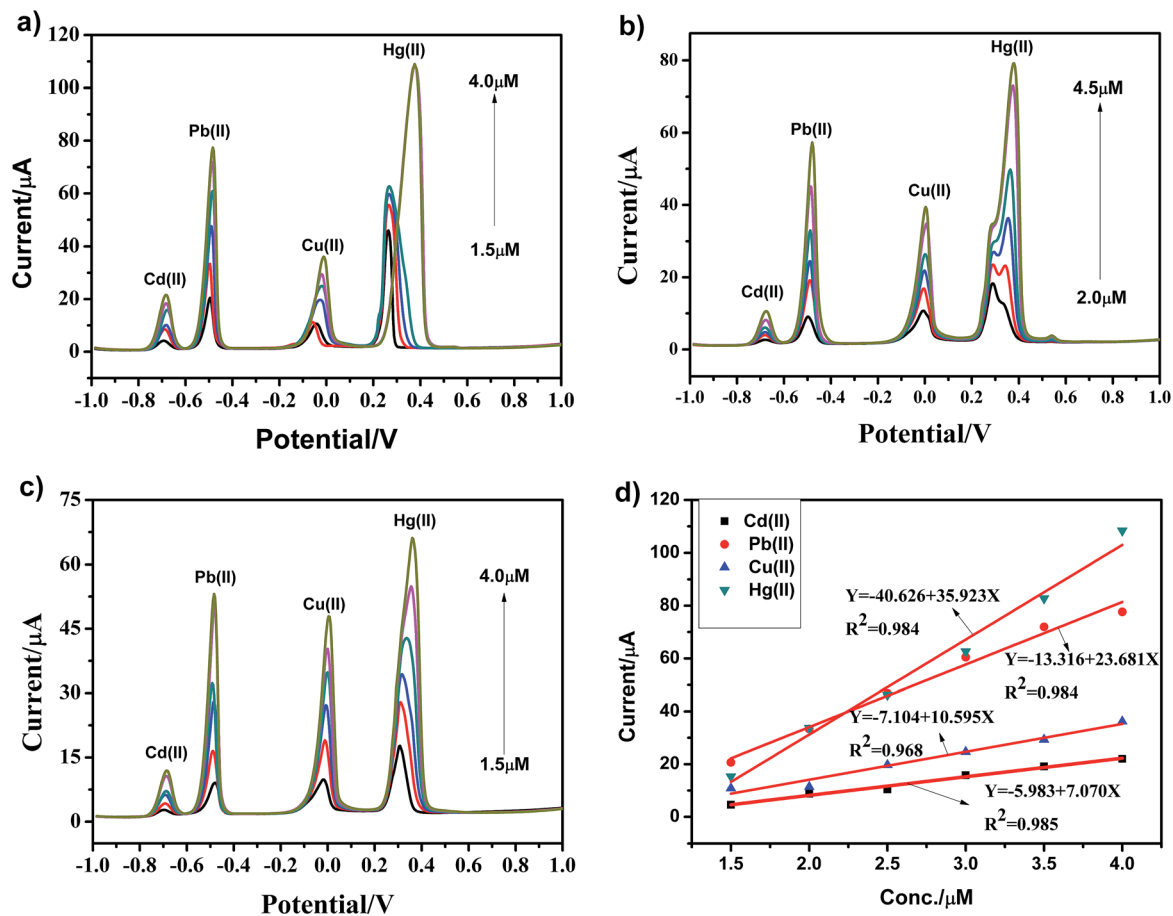 a)
120
100
80
60
40
20
0
Current/μA
Hg(II)
4.0μM
Pb(II)
1.5μM
Cu(II)
Cd(II)
-1.0 -0.8 -0.6 -0.4 -0.2 0.0 0.2 0.4 0.6 0.8 1.0
Potential/V
b)
80
60
40
20
0
Current/μA
Hg(II)
4.5μM
Pb(II)
Cu(II)
Cd(II)
2.0μM
-1.0 -0.8 -0.6 -0.4 -0.2 0.0 0.2 0.4 0.6 0.8 1.0
Potential/V
c)
75
60
45
30
15
0
Current/μA
Hg(II)
4.0μM
Pb(II)
Cu(II)
Cd(II)
1.5μM
-1.0 -0.8 -0.6 -0.4 -0.2 0.0 0.2 0.4 0.6 0.8 1.0
Potential/V
d)
120
100
80
60
40
20
0
Current/μA
Cd(II)
Pb(II)
Cu(II)
Hg(II)
Y=-40.626+35.923X
R²=0.984
Y=-13.316+23.681X
R²=0.984
Y=-7.104+10.595X
R²=0.968
Y=-5.983+7.070X
R²=0.985
1.5 2.0 2.5 3.0 3.5 4.0
Conc./μM